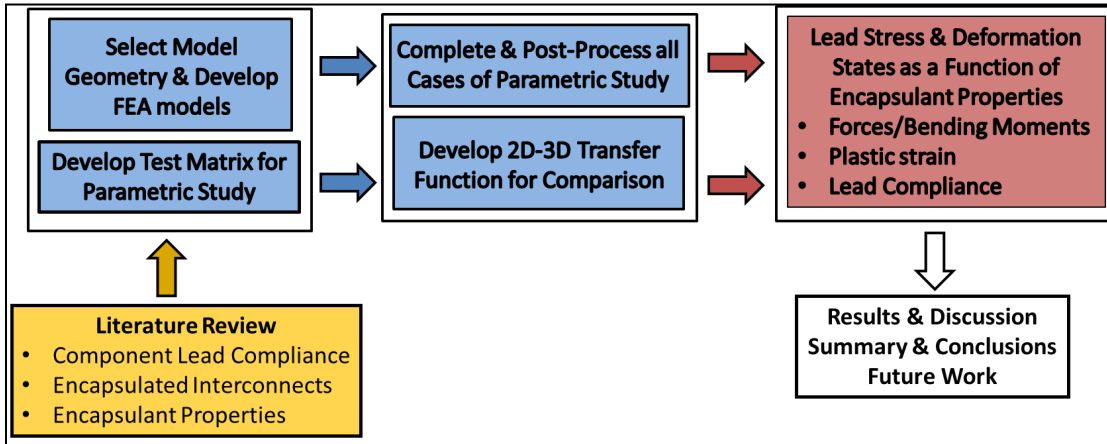 Select Model
Geometry & Develop
FEA models
Develop Test Matrix for
Parametric Study
Complete & Post-Process all
Cases of Parametric Study
Develop 2D-3D Transfer
Function for Comparison
Lead Stress & Deformation
States as a Function of
Encapsulant Properties
• Forces/Bending Moments
• Plastic strain
• Lead Compliance
Literature Review
• Component Lead Compliance
• Encapsulated Interconnects
• Encapsulant Properties
Results & Discussion
Summary & Conclusions
Future Work